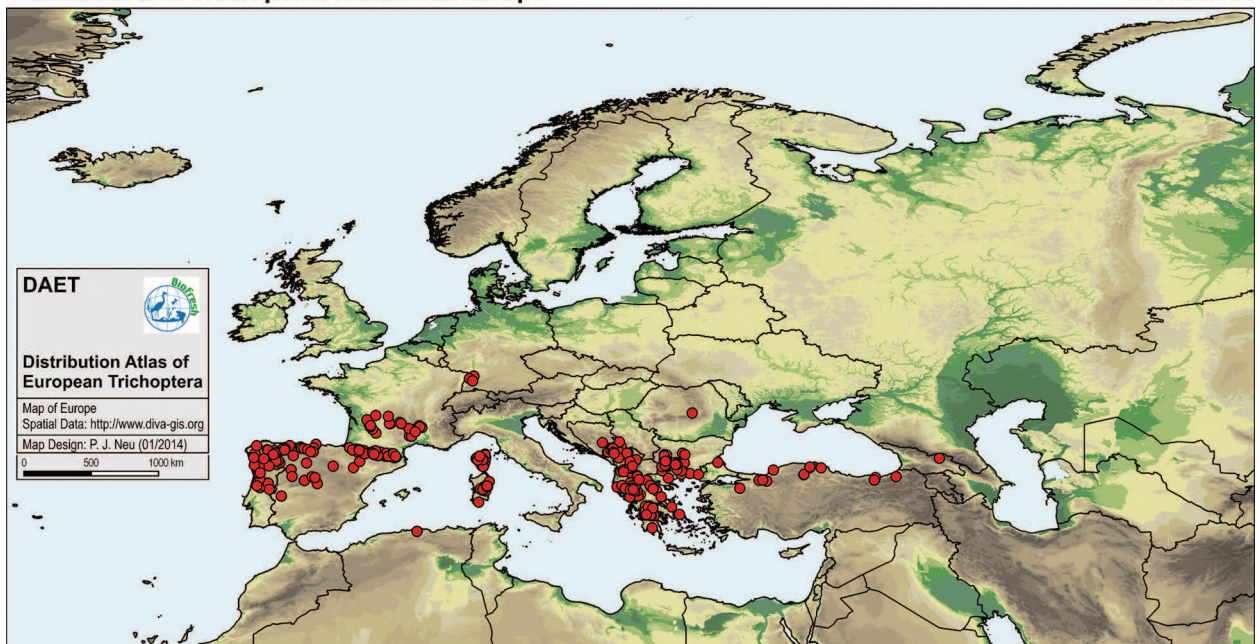 DAET
BioFresh
Distribution Atlas of
European Trichoptera
Map of Europe
Spatial Data: http://www.diva-gis.org
Map Design: P. J. Neu (01/2014)
0 500 1000 km